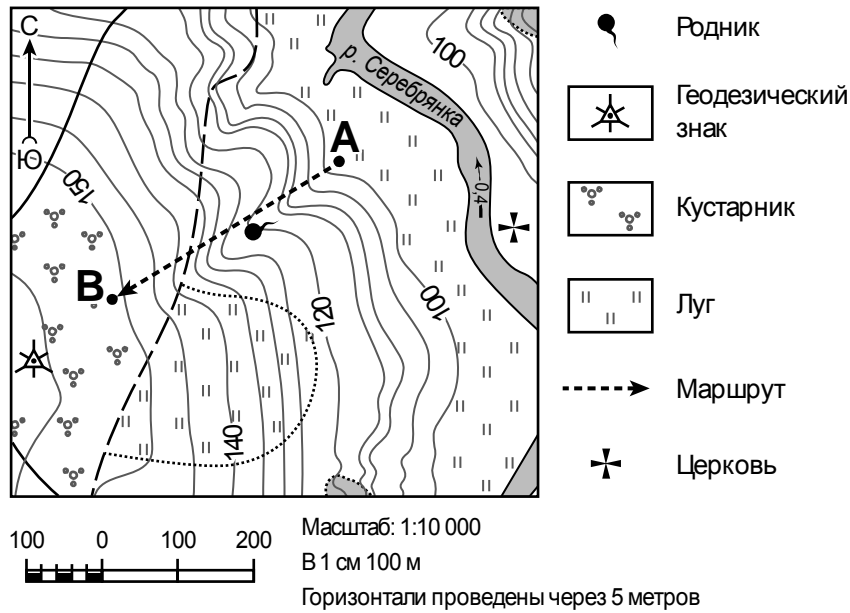 С
Ю
150
А
В
р. Серебрянка
0,4
100
100
120
140
Родник
Геодезический
знак
Кустарник
Луг
Маршрут
Церковь
100 0 100 200
Масштаб: 1:10 000
В 1 см 100 м
Горизонтали проведены через 5 метров